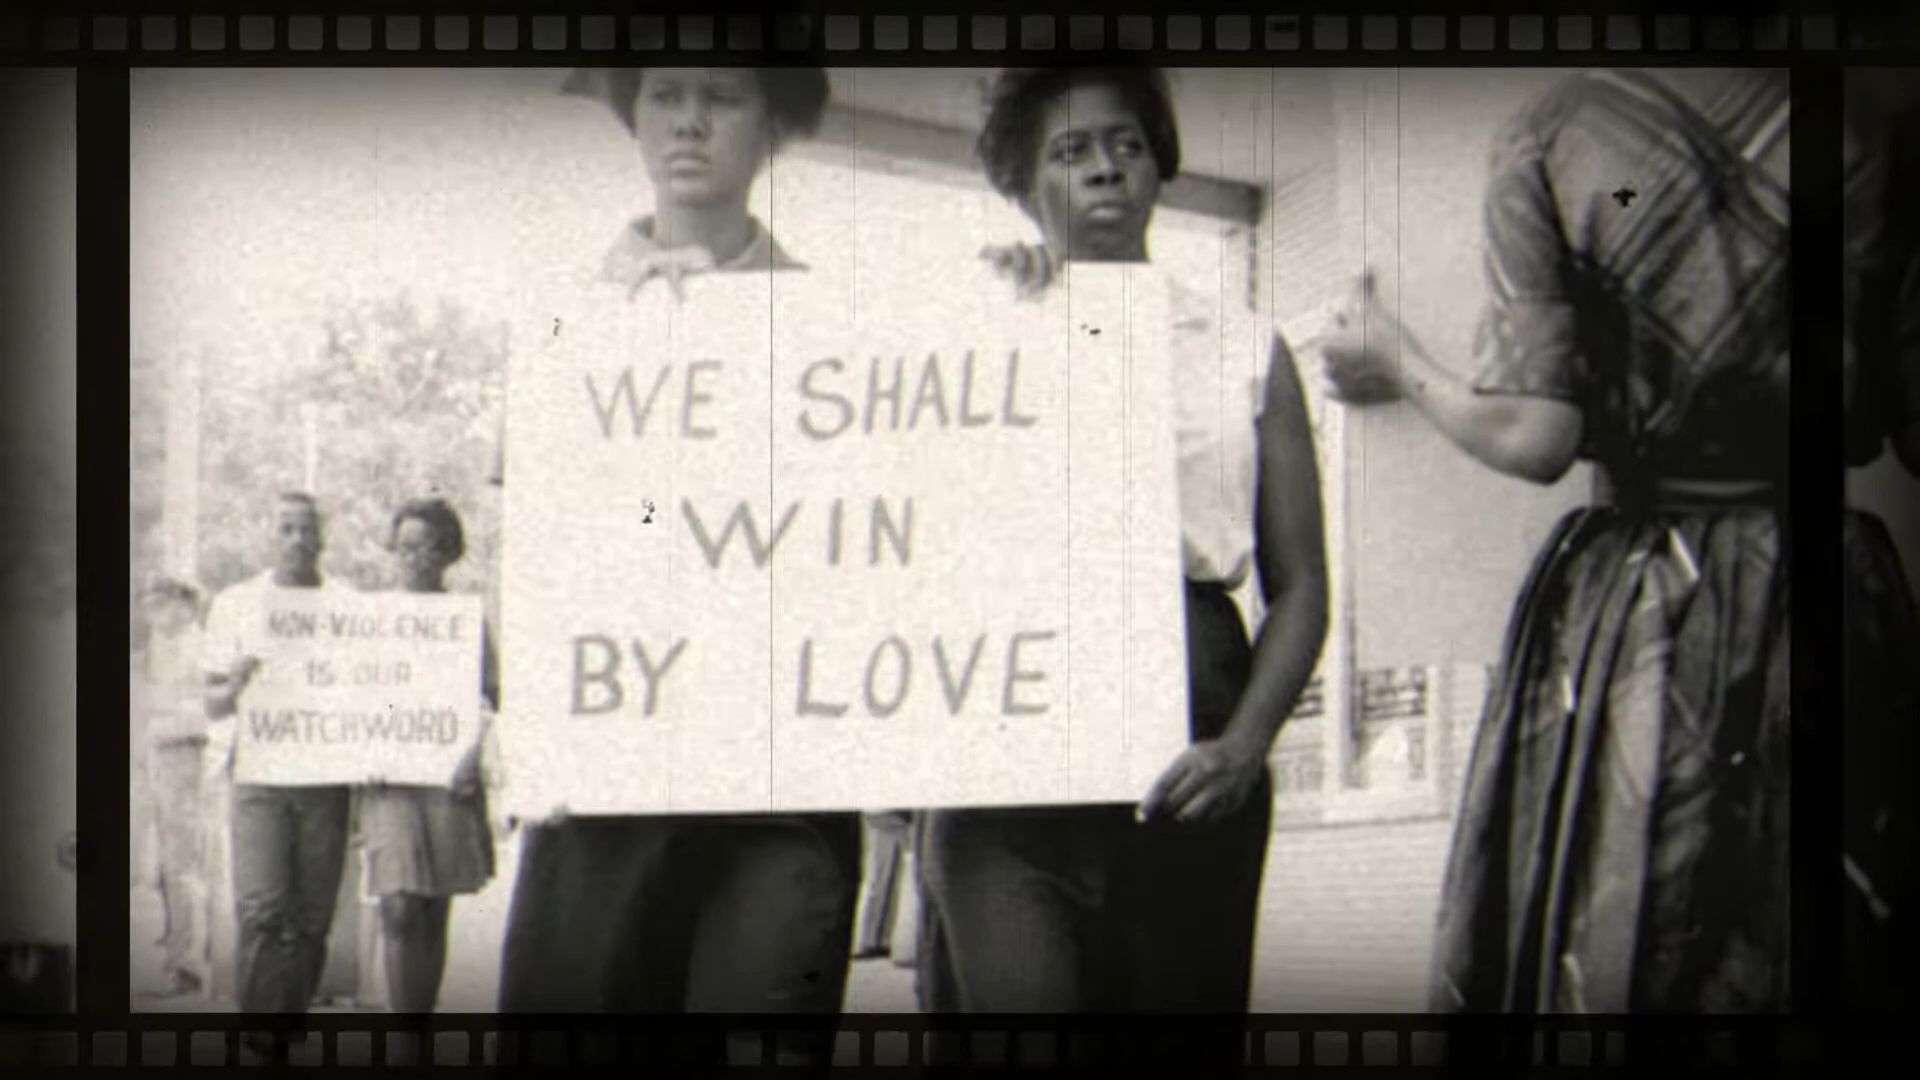 WE SHALL
WIN
BY LOVE
NON-VIOLENCE
IS OUR
WATCHWORD